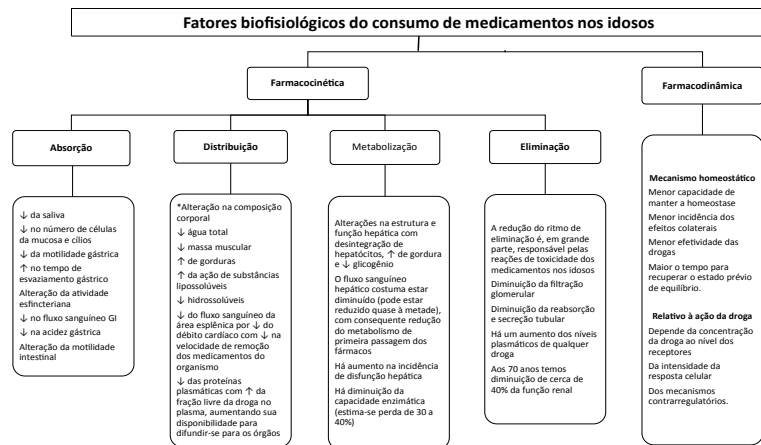 Fatores biofisiológicos do consumo de medicamentos nos idosos
Farmacocinética
Farmacodinâmica
Absorção
Distribuição
Metabolização
Eliminação
↓ da saliva
↓ no número de células
da mucosa e cílios
↓ da motilidade gástrica
↑ no tempo de
esvaziamento gástrico
Alteração da atividade
esfincteriana
↓ no fluxo sanguíneo GI
↓ na acidez gástrica
Alteração da motilidade
intestinal
*Alteração na composição
corporal
↓ água total
↓ massa muscular
↑ de gorduras
↑ da ação de substâncias
lipossolúveis
↓ hidrossolúveis
↓ do fluxo sanguíneo da
área esplênica por ↓ do
débito cardíaco com ↓ na
velocidade de remoção
dos medicamentos do
organismo
↓ das proteínas
plasmáticas com ↑ da
fração livre da droga no
plasma, aumentando sua
disponibilidade para
difundir-se para os órgãos
Alterações na estrutura e
função hepática com
desintegração de
hepatócitos, ↑ de gordura
e ↓ glicogênio
O fluxo sanguíneo
hepático costuma estar
diminuído (pode estar
reduzido quase à metade),
com consequente redução
do metabolismo de
primeira passagem dos
fármacos
Há aumento na incidência
de disfunção hepática
Há diminuição da
capacidade enzimática
(estima-se perda de 30 a
40%)
A redução do ritmo de
eliminação é, em grande
parte, responsável pelas
reações de toxicidade dos
medicamentos nos idosos
Diminuição da filtração
glomerular
Diminuição da reabsorção
e secreção tubular
Há um aumento dos níveis
plasmáticos de qualquer
droga
Aos 70 anos temos
diminuição de cerca de
40% da função renal
Mecanismo homeostático
Menor capacidade de
manter a homeostase
Menor incidência dos
efeitos colaterais
Menor efetividade das
drogas
Maior o tempo para
recuperar o estado prévio
de equilíbrio.
Relativo à ação da droga
Depende da concentração
da droga ao nível dos
receptores
Da intensidade da
resposta celular
Dos mecanismos
contrarregulatórios.